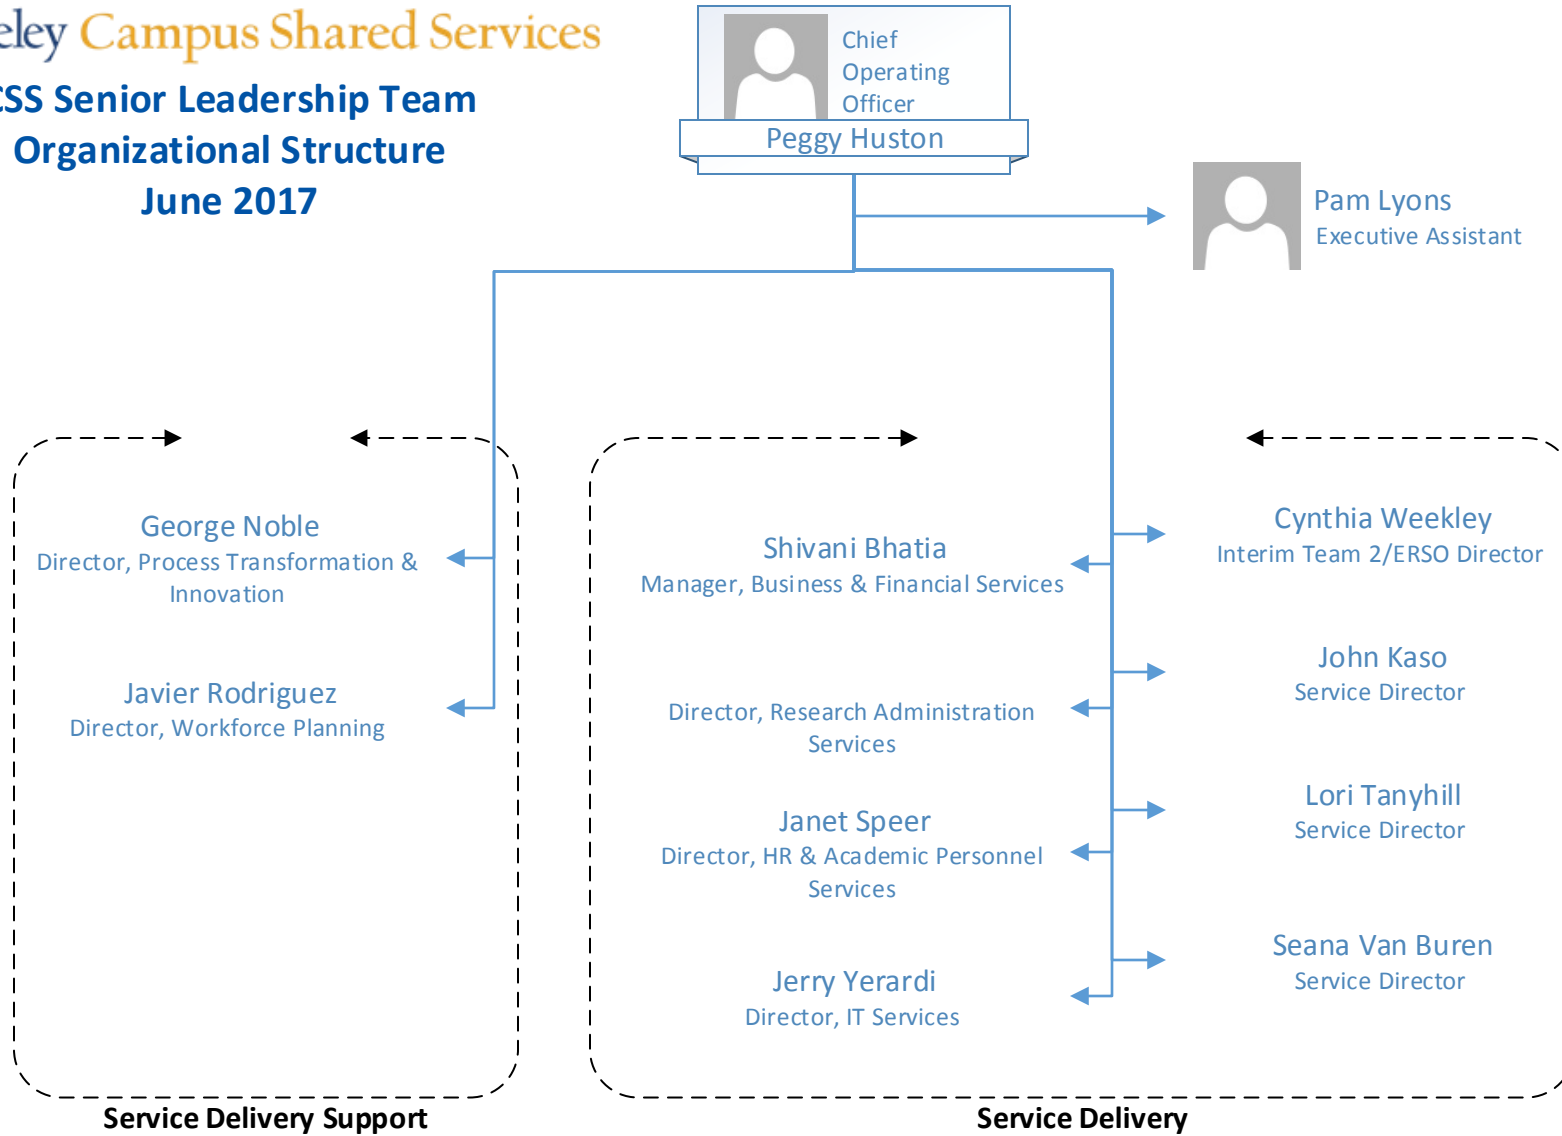 eley Campus Shared Services
CSS Senior Leadership Team
Organizational Structure
June 2017
Chief
Operating
Officer
Peggy Huston
Pam Lyons
Executive Assistant
George Noble
Director, Process Transformation &
Innovation
Javier Rodriguez
Director, Workforce Planning
Service Delivery Support
Shivani Bhatia
Manager, Business & Financial Services
Director, Research Administration
Services
Janet Speer
Director, HR & Academic Personnel
Services
Jerry Yerardi
Director, IT Services
Cynthia Weekley
Interim Team 2/ERSO Director
John Kaso
Service Director
Lori Tanyhill
Service Director
Seana Van Buren
Service Director
Service Delivery